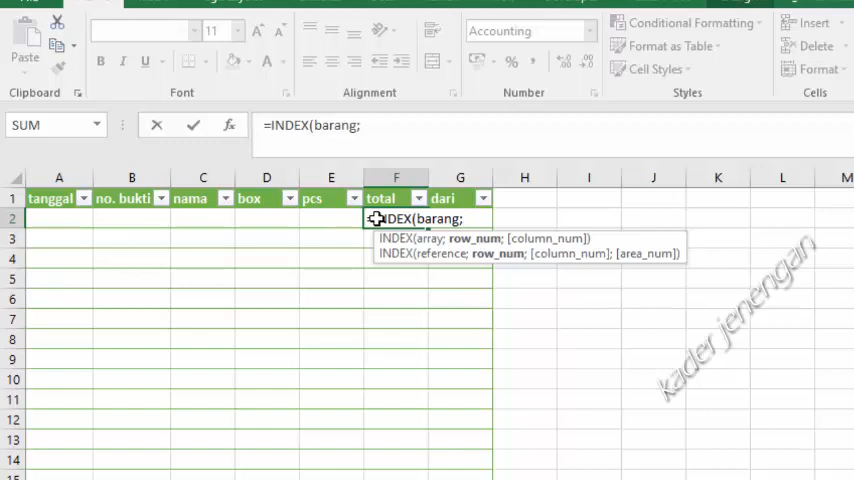 11
Accounting
Conditional Formatting
Insert
Paste
B I U
%
Format as Table
Delete
Cell Styles
Format
Clipboard
Font
Alignment
Number
Styles
Cells
SUM
fx
=INDEX(barang;
A B C D E F G H I J K L M
1 tanggal no. bukti nama box pcs total dari
2 =INDEX(barang;
3 INDEX(array; row_num; [column_num])
INDEX(reference; row_num; [column_num]; [area_num])
4
5
6
7
8
9
10
11
12
13
14
15
kader jenengan